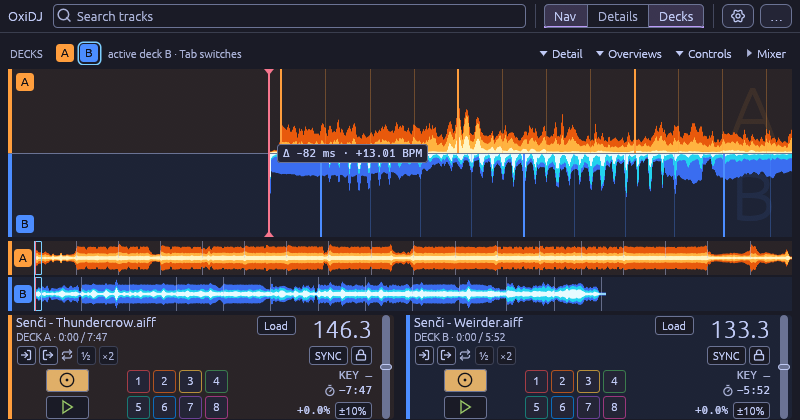 OxiDJ
Search tracks
Nav
Details
Decks
...
DECKS
A
B
active deck B · Tab switches
Detail
Overviews
Controls
Mixer
A
A
Δ −82 ms · +13.01 BPM
B
B
A
B
Senči - Thundercrow.aiff
Load
146.3
DECK A · 0:00 / 7:47
½
×2
SYNC
KEY —
1
2
3
4
−7:47
5
6
7
8
+0.0%
±10%
Senči - Weirder.aiff
Load
133.3
DECK B · 0:00 / 5:52
½
×2
SYNC
KEY —
1
2
3
4
−5:52
5
6
7
8
+0.0%
±10%